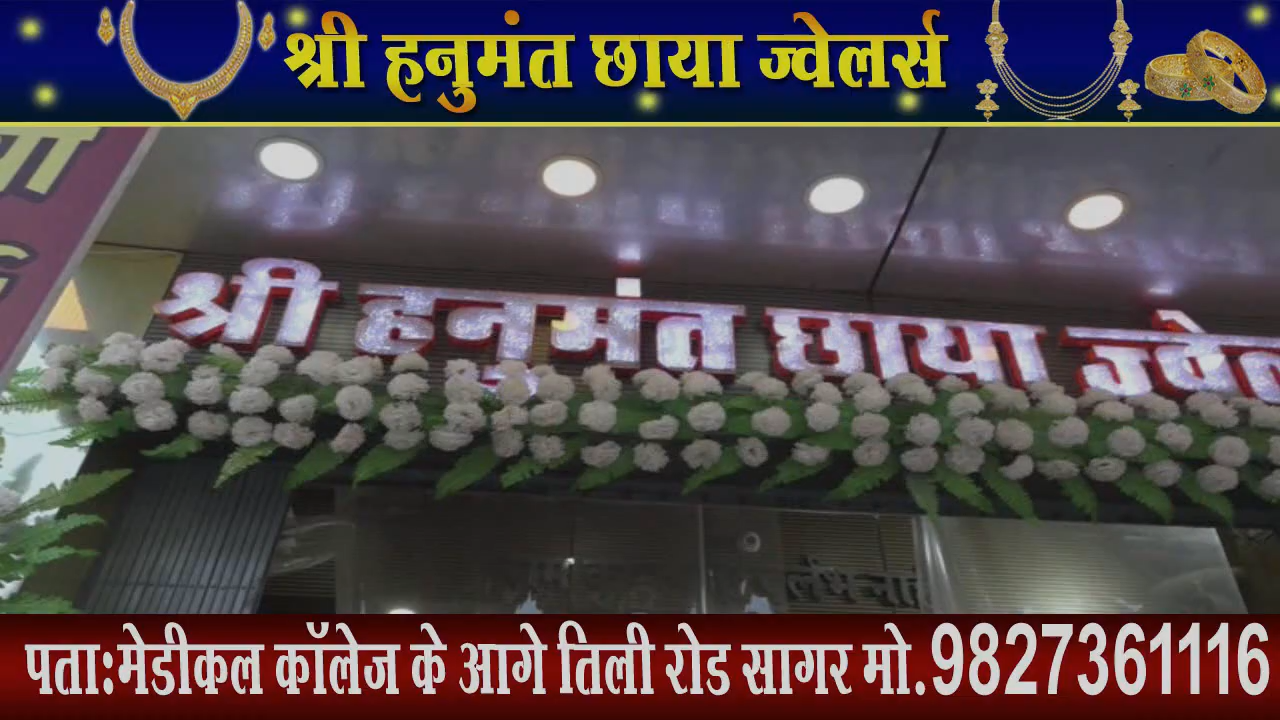 श्री हनुमंत छाया ज्वेलर्स
श्री हनुमंत छाया ज्वेल
पता:मेडीकल कॉलेज के आगे तिली रोड सागर मो.9827361116